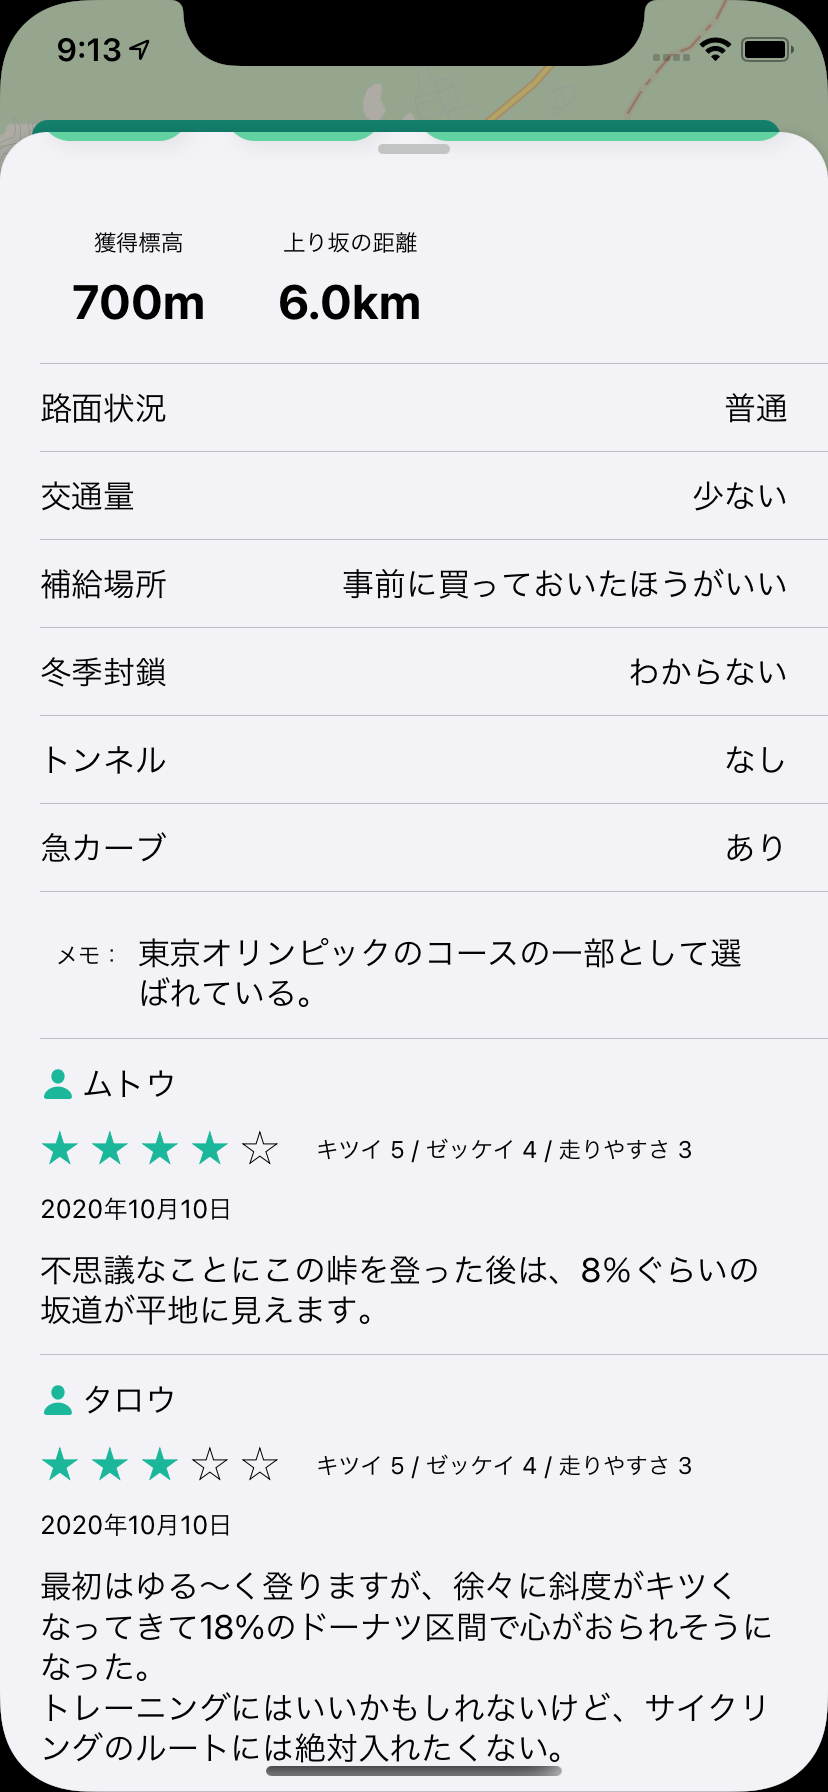 9:13
獲得標高 上り坂の距離
700m 6.0km
路面状況 普通
交通量 少ない
補給場所 事前に買っておいたほうがいい
冬季封鎖 わからない
トンネル なし
急カーブ あり
メモ： 東京オリンピックのコースの一部として選
ばれている。
ムトウ
★★★★☆ キツイ 5 / ゼッケイ 4 / 走りやすさ 3
2020年10月10日
不思議なことにこの峠を登った後は、8%ぐらいの
坂道が平地に見えます。
タロウ
★★★☆☆ キツイ 5 / ゼッケイ 4 / 走りやすさ 3
2020年10月10日
最初はゆる〜く登りますが、徐々に斜度がキツく
なってきて18%のドーナツ区間で心がおられそうに
なった。
トレーニングにはいいかもしれないけど、サイクリ
ングのルートには絶対入れたくない。